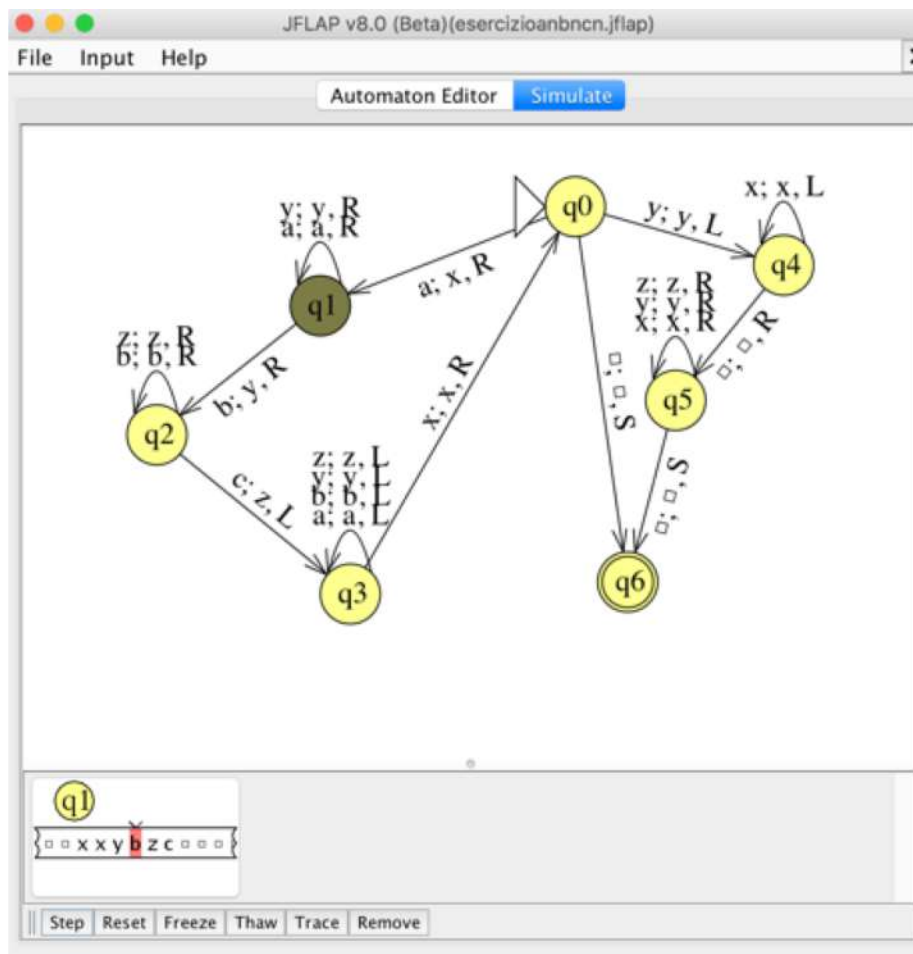 JFLAP v8.0 (Beta)(esercizioanbncn.jflap)
File Input Help
Automaton Editor Simulate
q0
y; y, L
x; x, L
q4
y; y, R
a; a, R
q1
a; x, R
z; z, R
y; y, R
x; x, R
□; □, R
q5
z; z, R
b; b, R
q2
b; y, R
x; x, R
□; □, S
□; □, S
c; z, L
z; z, L
y; y, L
b; b, L
a; a, L
q3
q6
q1
□ □ x x y b z c □ □ □
Step Reset Freeze Thaw Trace Remove